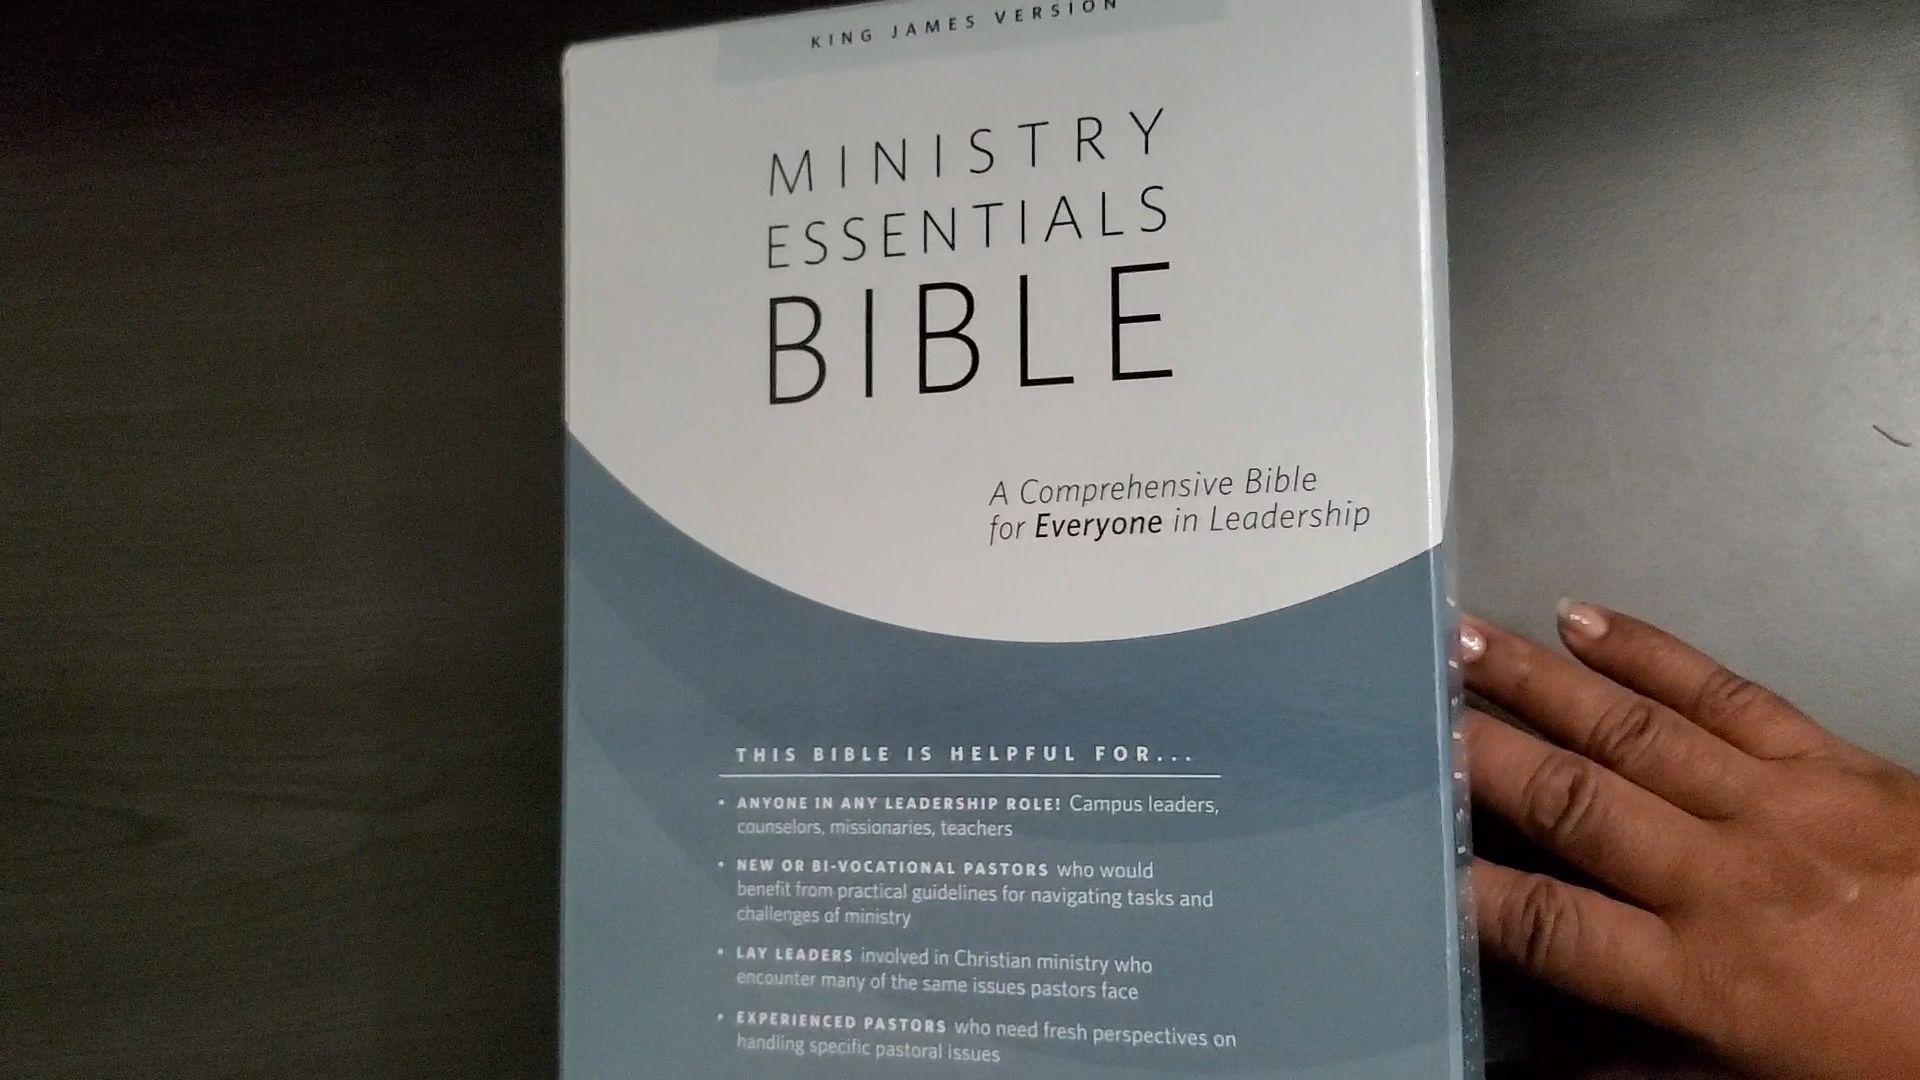 KING JAMES VERSION
MINISTRY
ESSENTIALS
BIBLE
A Comprehensive Bible
for Everyone in Leadership
THIS BIBLE IS HELPFUL FOR...
• ANYONE IN ANY LEADERSHIP ROLE! Campus leaders,
counselors, missionaries, teachers
• NEW OR BI-VOCATIONAL PASTORS who would
benefit from practical guidelines for navigating tasks and
challenges of ministry
• LAY LEADERS involved in Christian ministry who
encounter many of the same issues pastors face
• EXPERIENCED PASTORS who need fresh perspectives on
handling specific pastoral issues